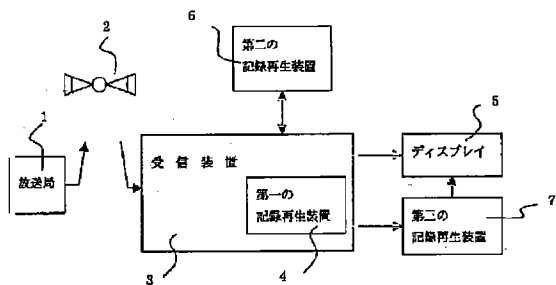 6
第二の
記録再生装置
2
1
放送局
受信装置
第一の
記録再生装置
3
4
5
ディスプレイ
第三の
記録再生装置
7